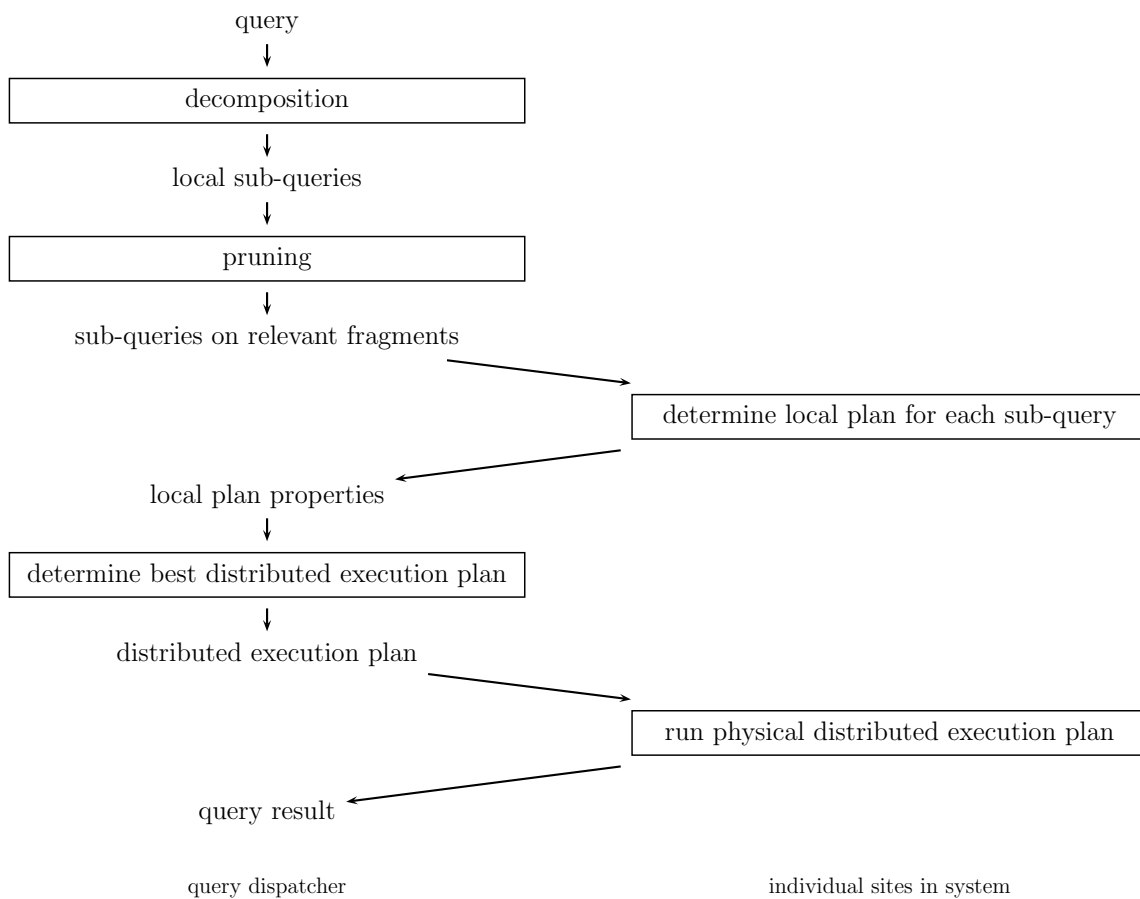 query
decomposition
local sub-queries
pruning
sub-queries on relevant fragments
determine local plan for each sub-query
local plan properties
determine best distributed execution plan
distributed execution plan
run physical distributed execution plan
query result
query dispatcher
individual sites in system